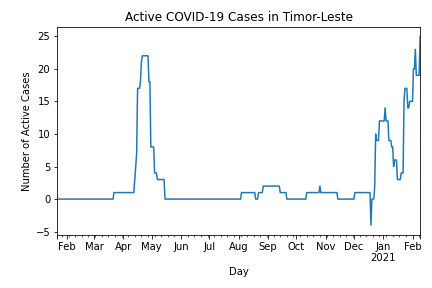 Active COVID-19 Cases in Timor-Leste
Number of Active Cases
25
20
15
10
5
0
−5
Feb Mar Apr May Jun Jul Aug Sep Oct Nov Dec Jan Feb
2021
Day